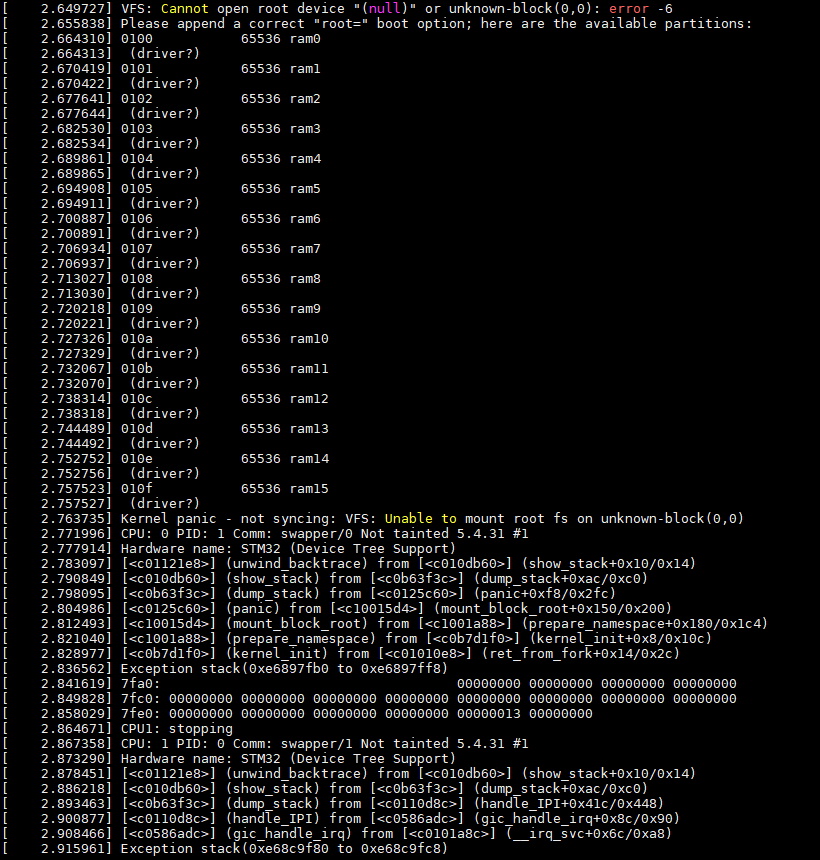 [    2.649727] VFS: Cannot open root device "(null)" or unknown-block(0,0): error -6
[    2.655838] Please append a correct "root=" boot option; here are the available partitions:
[    2.664310] 0100           65536 ram0
[    2.664313]  (driver?)
[    2.670419] 0101           65536 ram1
[    2.670422]  (driver?)
[    2.677641] 0102           65536 ram2
[    2.677644]  (driver?)
[    2.682530] 0103           65536 ram3
[    2.682534]  (driver?)
[    2.689861] 0104           65536 ram4
[    2.689865]  (driver?)
[    2.694908] 0105           65536 ram5
[    2.694911]  (driver?)
[    2.700887] 0106           65536 ram6
[    2.700891]  (driver?)
[    2.706934] 0107           65536 ram7
[    2.706937]  (driver?)
[    2.713027] 0108           65536 ram8
[    2.713030]  (driver?)
[    2.720218] 0109           65536 ram9
[    2.720221]  (driver?)
[    2.727326] 010a           65536 ram10
[    2.727329]  (driver?)
[    2.732067] 010b           65536 ram11
[    2.732070]  (driver?)
[    2.738314] 010c           65536 ram12
[    2.738318]  (driver?)
[    2.744489] 010d           65536 ram13
[    2.744492]  (driver?)
[    2.752752] 010e           65536 ram14
[    2.752756]  (driver?)
[    2.757523] 010f           65536 ram15
[    2.757527]  (driver?)
[    2.763735] Kernel panic - not syncing: VFS: Unable to mount root fs on unknown-block(0,0)
[    2.771996] CPU: 0 PID: 1 Comm: swapper/0 Not tainted 5.4.31 #1
[    2.777914] Hardware name: STM32 (Device Tree Support)
[    2.783097] [<c01121e8>] (unwind_backtrace) from [<c010db60>] (show_stack+0x10/0x14)
[    2.790849] [<c010db60>] (show_stack) from [<c0b63f3c>] (dump_stack+0xac/0xc0)
[    2.798095] [<c0b63f3c>] (dump_stack) from [<c0125c60>] (panic+0xf8/0x2fc)
[    2.804986] [<c0125c60>] (panic) from [<c10015d4>] (mount_block_root+0x150/0x200)
[    2.812493] [<c10015d4>] (mount_block_root) from [<c1001a88>] (prepare_namespace+0x180/0x1c4)
[    2.821040] [<c1001a88>] (prepare_namespace) from [<c0b7d1f0>] (kernel_init+0x8/0x10c)
[    2.828977] [<c0b7d1f0>] (kernel_init) from [<c01010e8>] (ret_from_fork+0x14/0x2c)
[    2.836562] Exception stack(0xe6897fb0 to 0xe6897ff8)
[    2.841619] 7fa0:                                     00000000 00000000 00000000 00000000
[    2.849828] 7fc0: 00000000 00000000 00000000 00000000 00000000 00000000 00000000 00000000
[    2.858029] 7fe0: 00000000 00000000 00000000 00000000 00000013 00000000
[    2.864671] CPU1: stopping
[    2.867358] CPU: 1 PID: 0 Comm: swapper/1 Not tainted 5.4.31 #1
[    2.873290] Hardware name: STM32 (Device Tree Support)
[    2.878451] [<c01121e8>] (unwind_backtrace) from [<c010db60>] (show_stack+0x10/0x14)
[    2.886218] [<c010db60>] (show_stack) from [<c0b63f3c>] (dump_stack+0xac/0xc0)
[    2.893463] [<c0b63f3c>] (dump_stack) from [<c0110d8c>] (handle_IPI+0x41c/0x448)
[    2.900877] [<c0110d8c>] (handle_IPI) from [<c0586adc>] (gic_handle_irq+0x8c/0x90)
[    2.908466] [<c0586adc>] (gic_handle_irq) from [<c0101a8c>] (__irq_svc+0x6c/0xa8)
[    2.915961] Exception stack(0xe68c9f80 to 0xe68c9fc8)